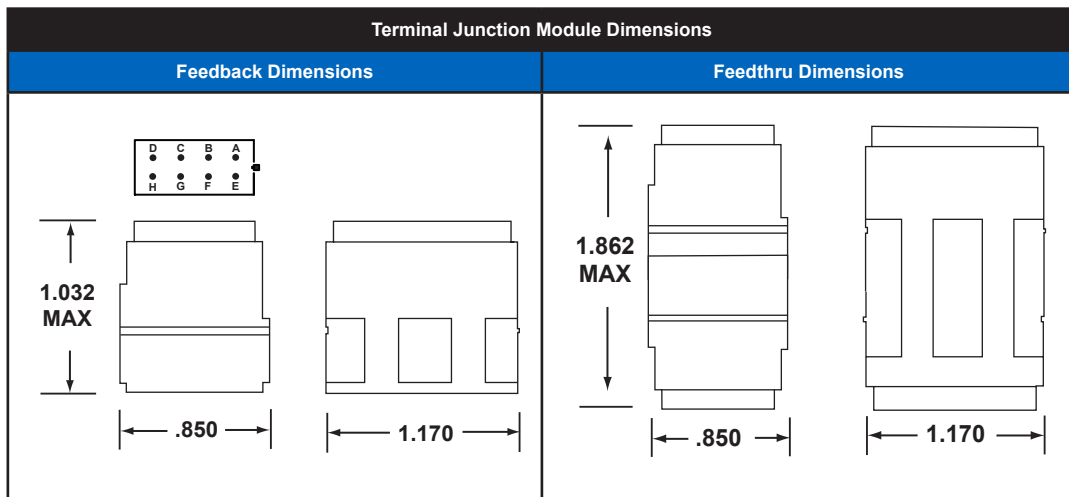 Terminal Junction Module Dimensions
Feedback Dimensions
Feedthru Dimensions
D C B A
H G F E
1.032
MAX
.850
1.170
1.862
MAX
.850
1.170